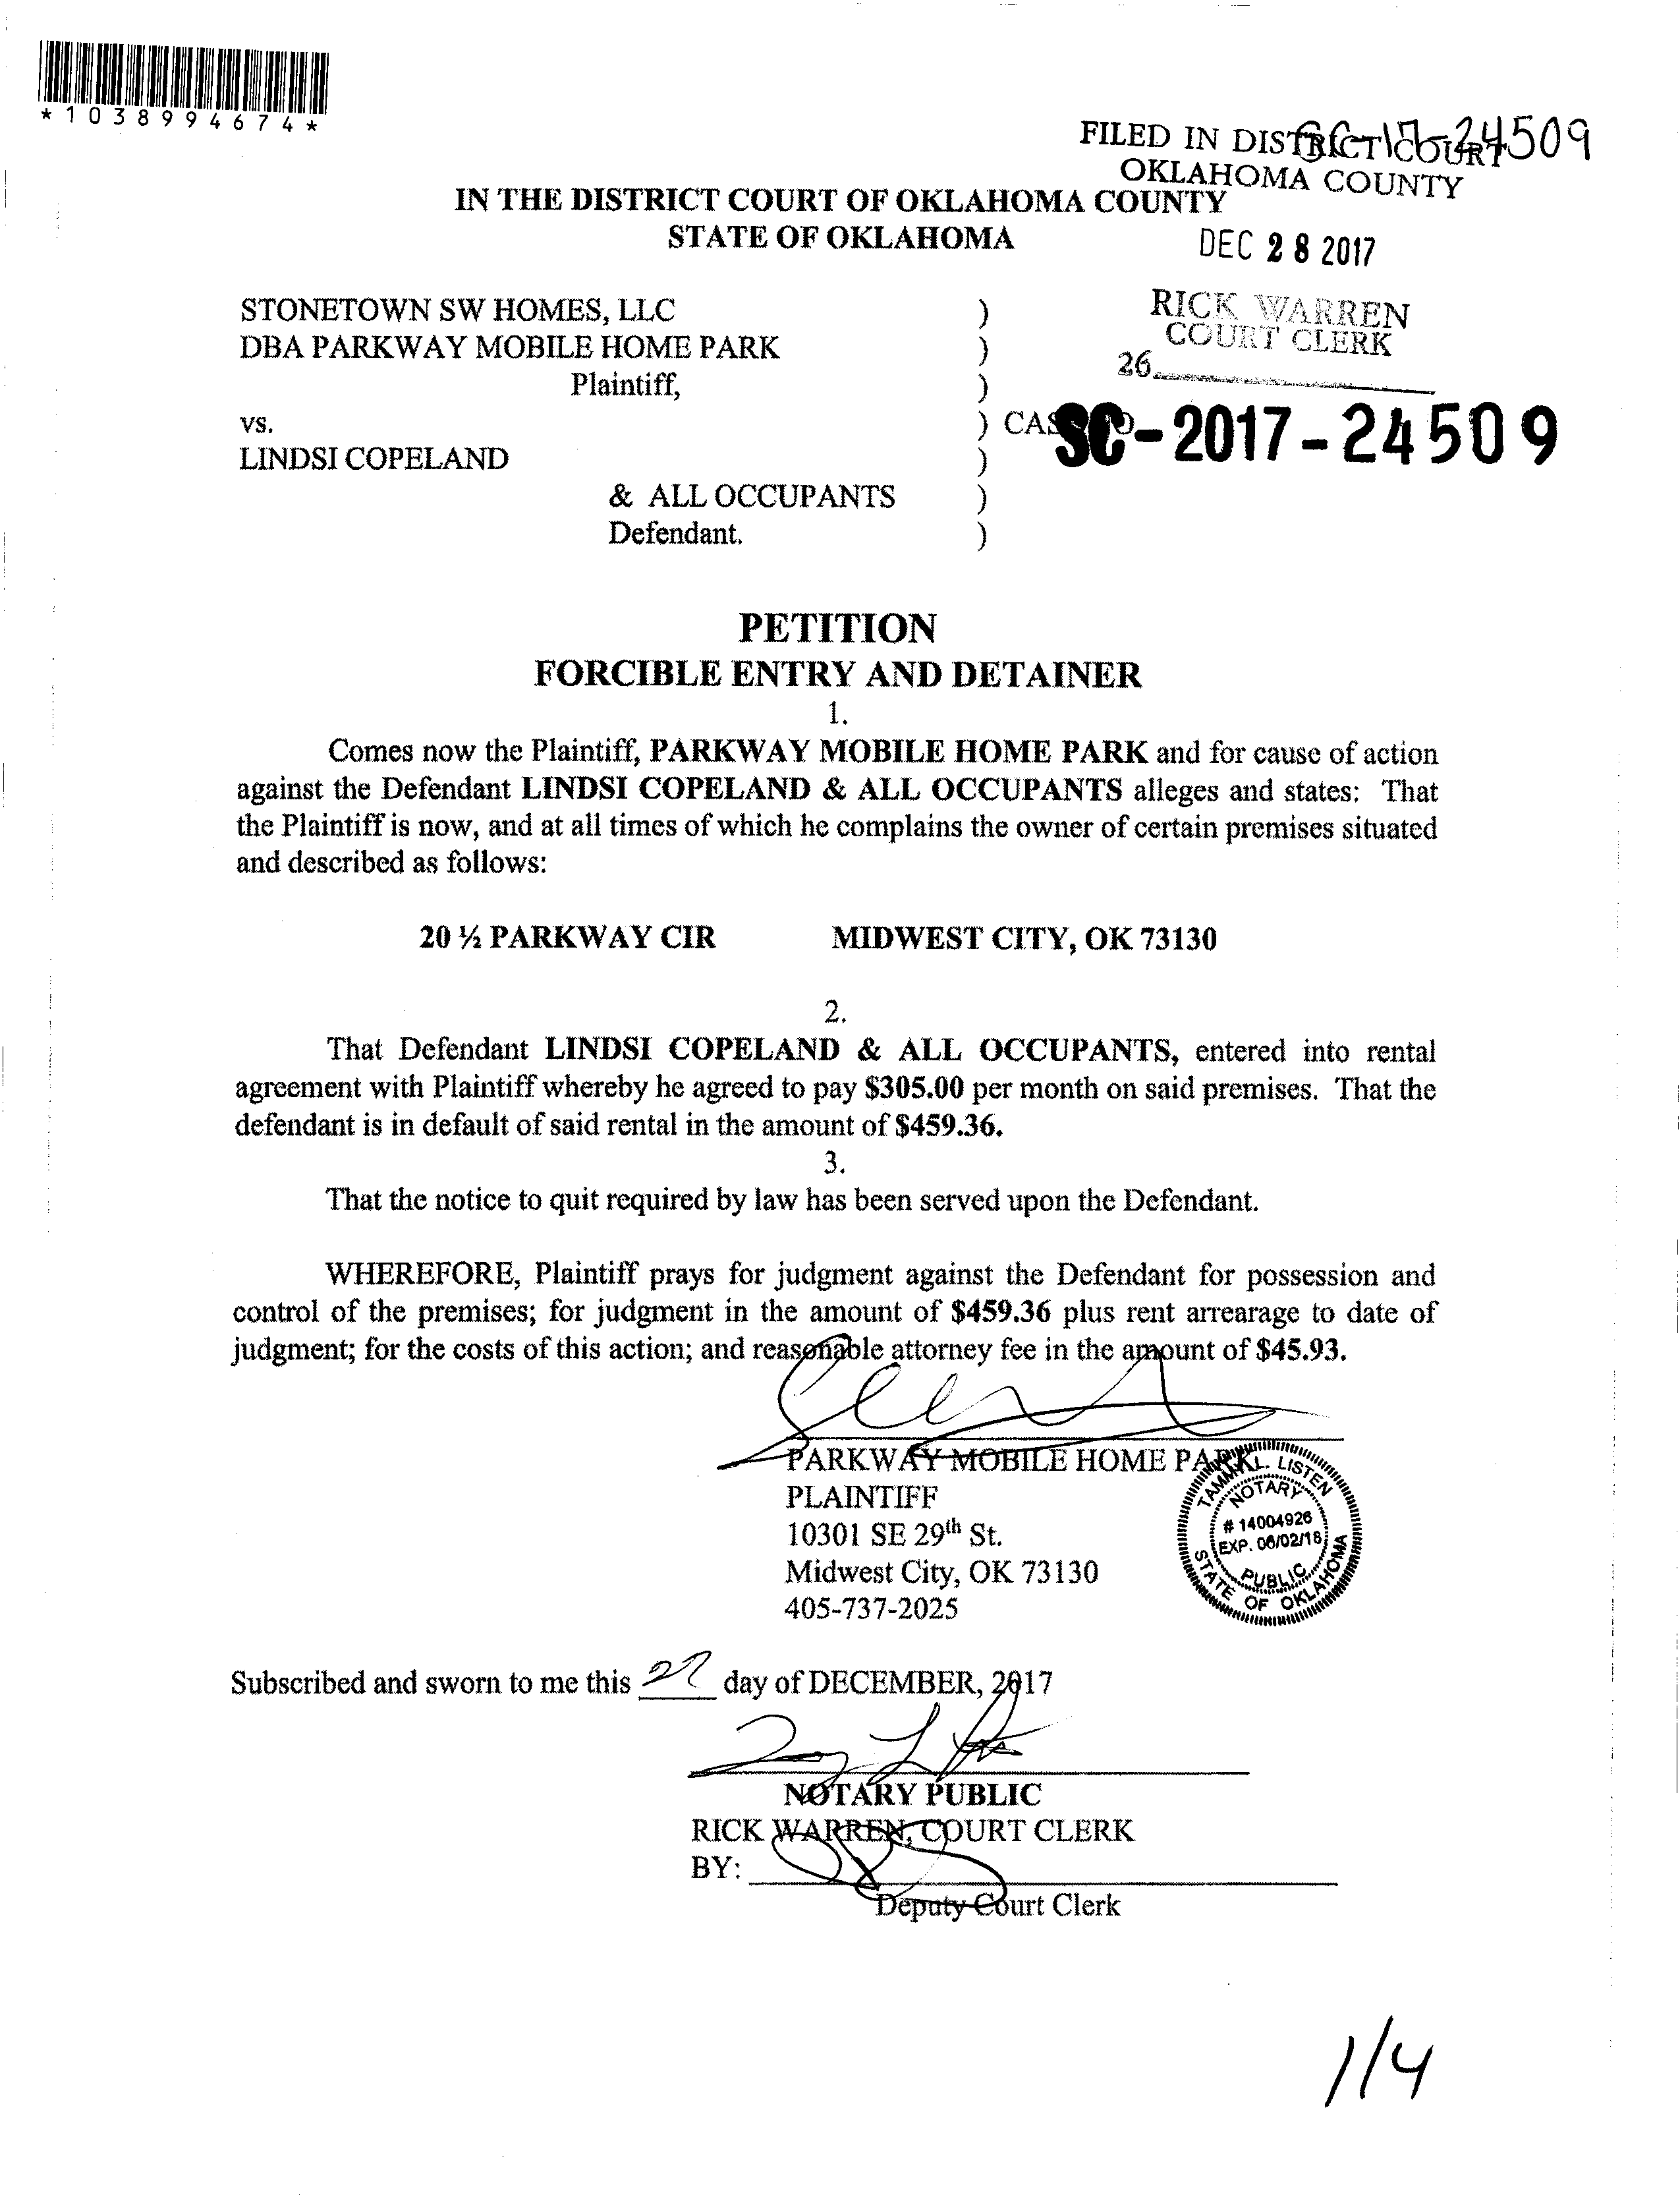 *1038994674*
SC-17-24509
FILED IN DISTRICT COURT
OKLAHOMA COUNTY
IN THE DISTRICT COURT OF OKLAHOMA COUNTY
STATE OF OKLAHOMA
DEC 28 2017
STONETOWN SW HOMES, LLC )
RICK WARREN
COURT CLERK
DBA PARKWAY MOBILE HOME PARK )
26
Plaintiff, )
vs. ) CASE NO.
SC-2017-24509
LINDSI COPELAND )
& ALL OCCUPANTS )
Defendant. )
PETITION
FORCIBLE ENTRY AND DETAINER
1.
Comes now the Plaintiff, PARKWAY MOBILE HOME PARK and for cause of action
against the Defendant LINDSI COPELAND & ALL OCCUPANTS alleges and states: That
the Plaintiff is now, and at all times of which he complains the owner of certain premises situated
and described as follows:
20 ½ PARKWAY CIR MIDWEST CITY, OK 73130
2.
That Defendant LINDSI COPELAND & ALL OCCUPANTS, entered into rental
agreement with Plaintiff whereby he agreed to pay $305.00 per month on said premises. That the
defendant is in default of said rental in the amount of $459.36.
3.
That the notice to quit required by law has been served upon the Defendant.
WHEREFORE, Plaintiff prays for judgment against the Defendant for possession and
control of the premises; for judgment in the amount of $459.36 plus rent arrearage to date of
judgment; for the costs of this action; and reasonable attorney fee in the amount of $45.93.
PARKWAY MOBILE HOME PARK
PLAINTIFF
10301 SE 29th St.
Midwest City, OK 73130
405-737-2025
L. LISTEN
NOTARY
# 14004926
EXP. 06/02/18
PUBLIC
STATE OF OKLAHOMA
Subscribed and sworn to me this 27 day of DECEMBER, 2017
NOTARY PUBLIC
RICK WARREN, COURT CLERK
BY:
Deputy Court Clerk
1/4